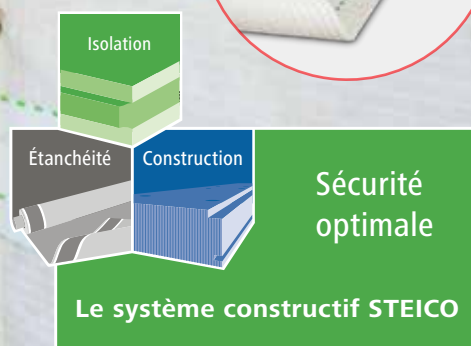 Isolation
Étanchéité
Construction
Sécurité
optimale
Le système constructif STEICO